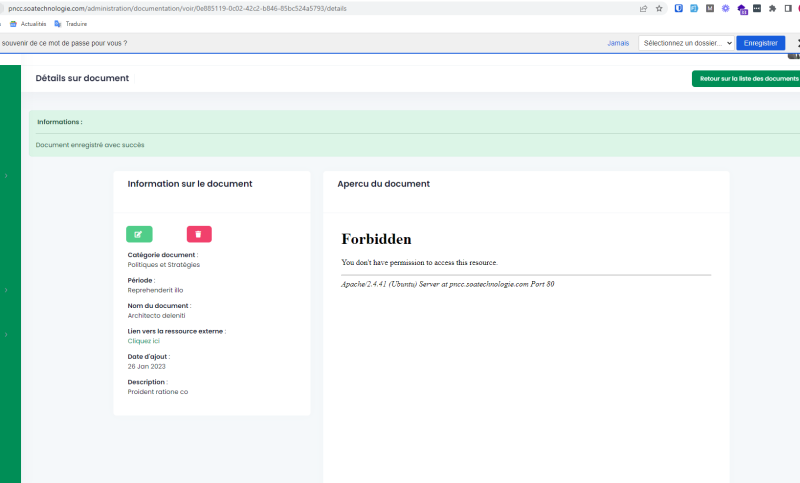 pncc.soatechnologie.com/administration/documentation/voir/0e885119-0c02-42c2-b846-85bc524a5793/details
Actualités
Traduire
souvenir de ce mot de passe pour vous ?
Jamais
Sélectionnez un dossier...
Enregistrer
Détails sur document
Retour sur la liste des documents
Informations :
Document enregistré avec succès
Information sur le document
Catégorie document :
Politiques et Stratégies
Période :
Reprehenderit illo
Nom du document :
Architecto deleniti
Lien vers la ressource externe :
Cliquez ici
Date d'ajout :
26 Jan 2023
Description :
Proident ratione co
Apercu du document
Forbidden
You don't have permission to access this resource.
Apache/2.4.41 (Ubuntu) Server at pncc.soatechnologie.com Port 80